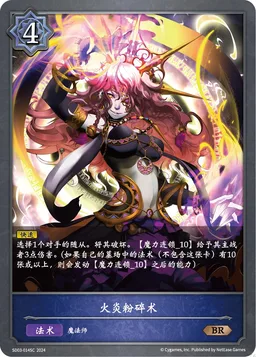 4
快速
选择1个对手的随从。将其破坏。【魔力连锁_10】给予其主战
者3点伤害。(如果自己的墓场中的法术(不包含这张卡)有10
张或以上,则会发动【魔力连锁_10】之后的能力)
火炎粉碎术
法术 魔法师 BR
SD03-014SC 2024 © Cygames, Inc. Published by NetEase Games